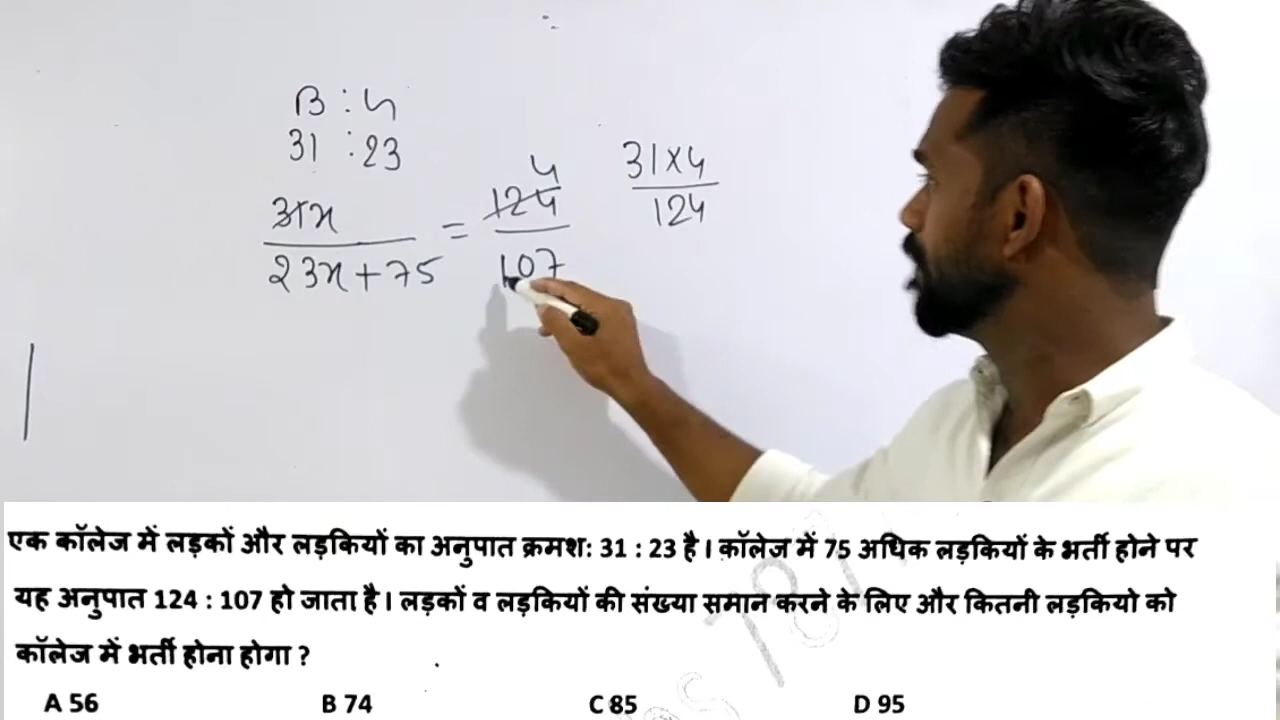 B : G
31 : 23
31x / 23x+75 = 124 / 107
4
31x4
124
एक कॉलेज में लड़कों और लड़कियों का अनुपात क्रमश: 31 : 23 है । कॉलेज में 75 अधिक लड़कियों के भर्ती होने पर
यह अनुपात 124 : 107 हो जाता है । लड़कों व लड़कियों की संख्या समान करने के लिए और कितनी लड़कियो को
कॉलेज में भर्ती होना होगा ?
A 56 B 74 C 85 D 95